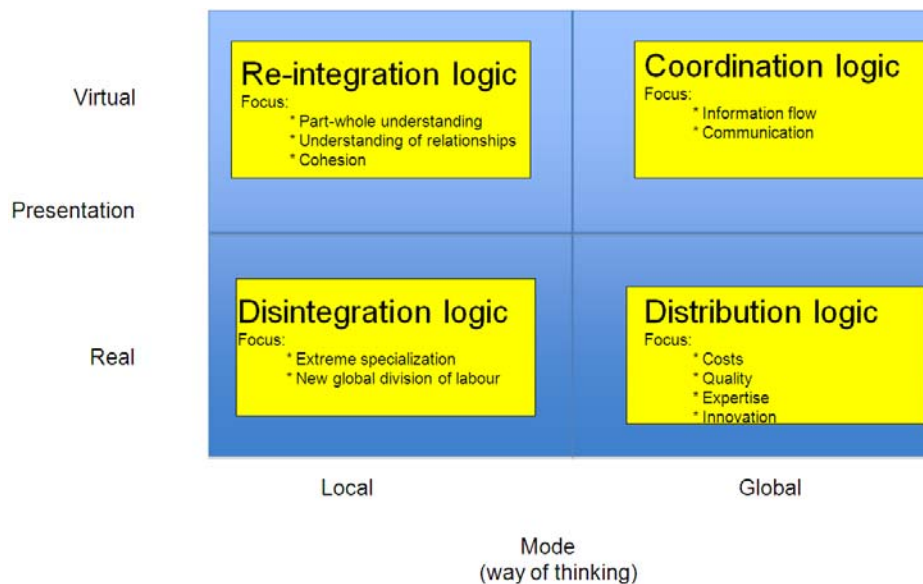 Virtual
Presentation
Real
Re-integration logic
Focus:
* Part-whole understanding
* Understanding of relationships
* Cohesion
Coordination logic
Focus:
* Information flow
* Communication
Disintegration logic
Focus:
* Extreme specialization
* New global division of labour
Distribution logic
Focus:
* Costs
* Quality
* Expertise
* Innovation
Local
Global
Mode
(way of thinking)